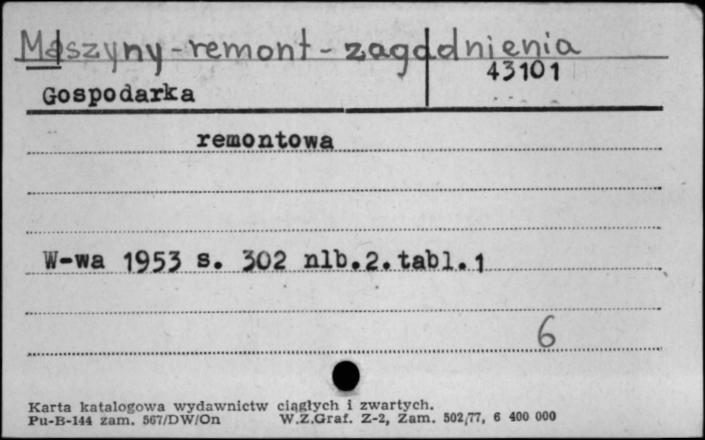 Maszyny - remont - zagadnienia
43101
Gospodarka
remontowa
W-wa 1953 s. 302 nlb.2.tabl.1
6
Karta katalogowa wydawnictw ciągłych i zwartych.
Pu-B-144 zam. 567/DW/On W.Z.Graf. Z-2, Zam. 502/77, 6 400 000